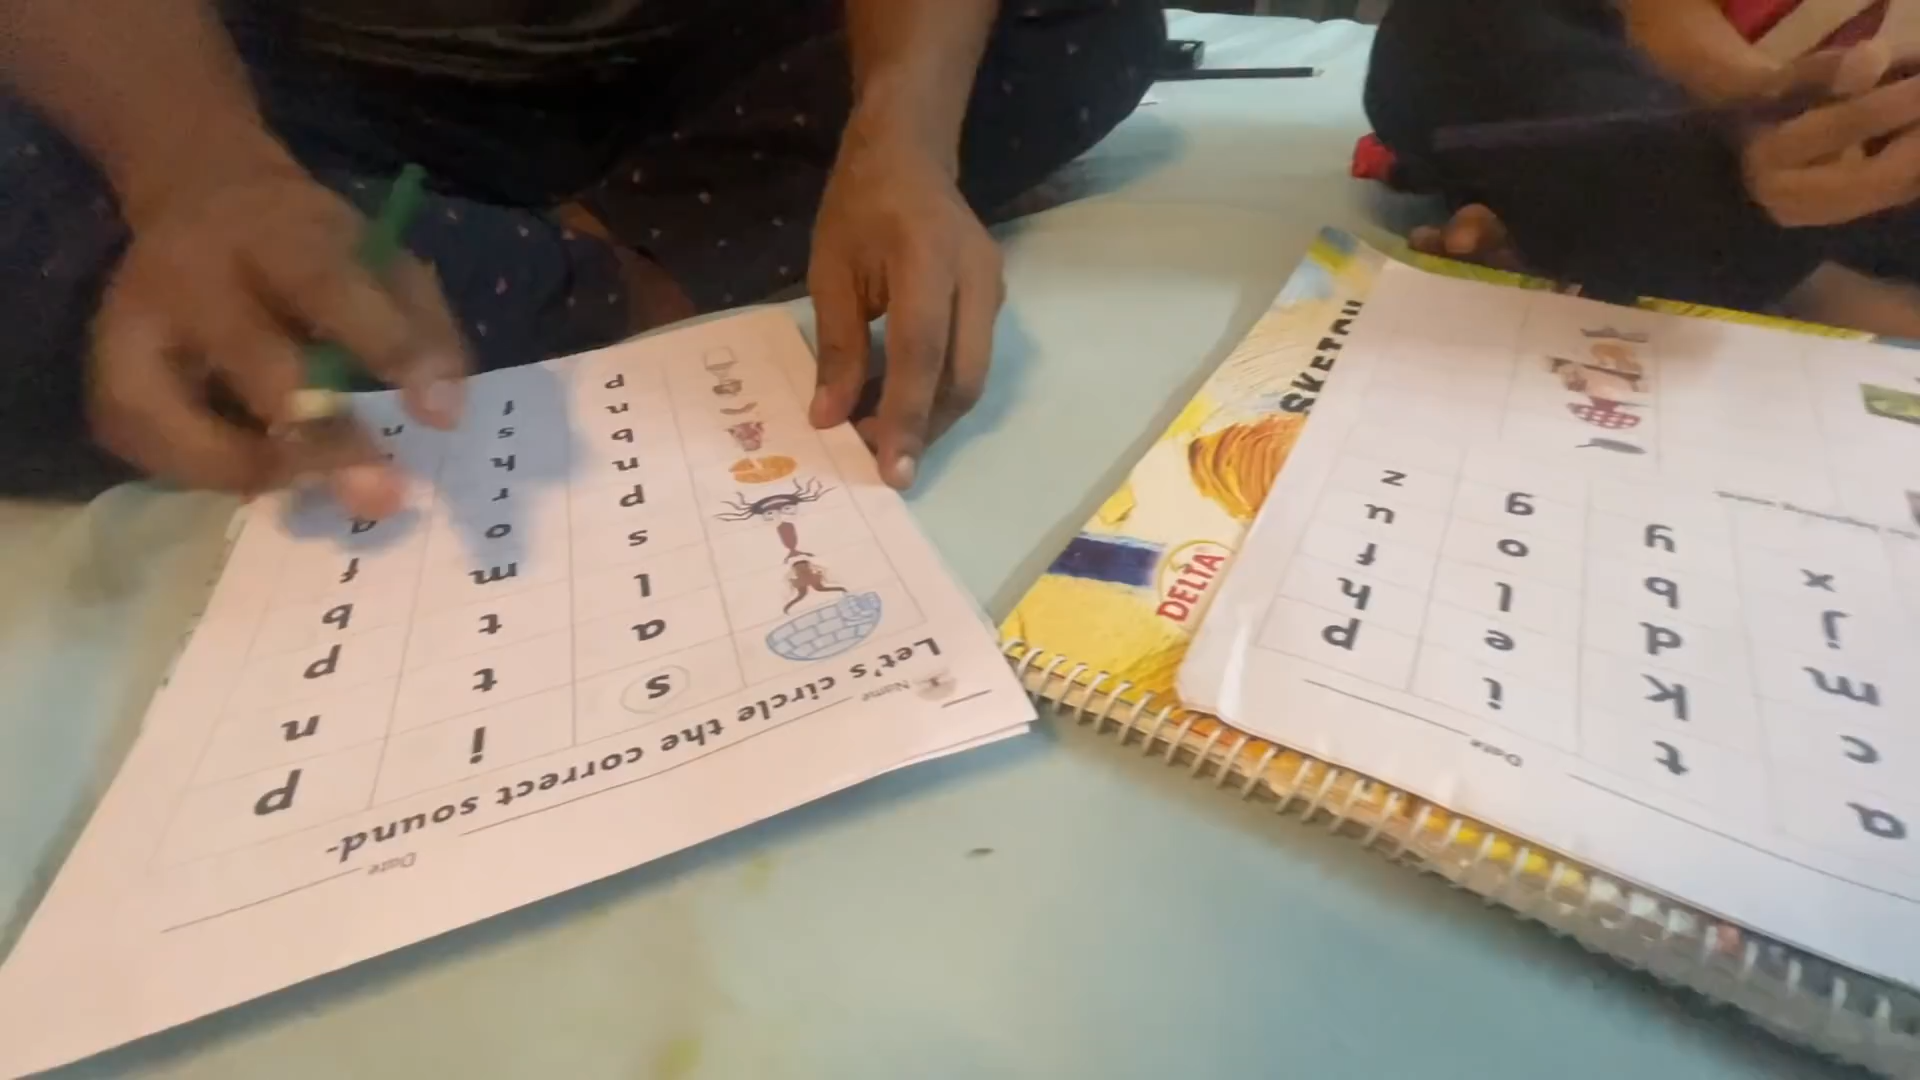 Name
Date
Let's circle the correct sound-
s i p
a t n
l t p
s m b
p o f
n r a
b h
n s n
p t
SKETCH
DELTA
Date
a t i p
c k e h
m d l f
j b o u
x y g z